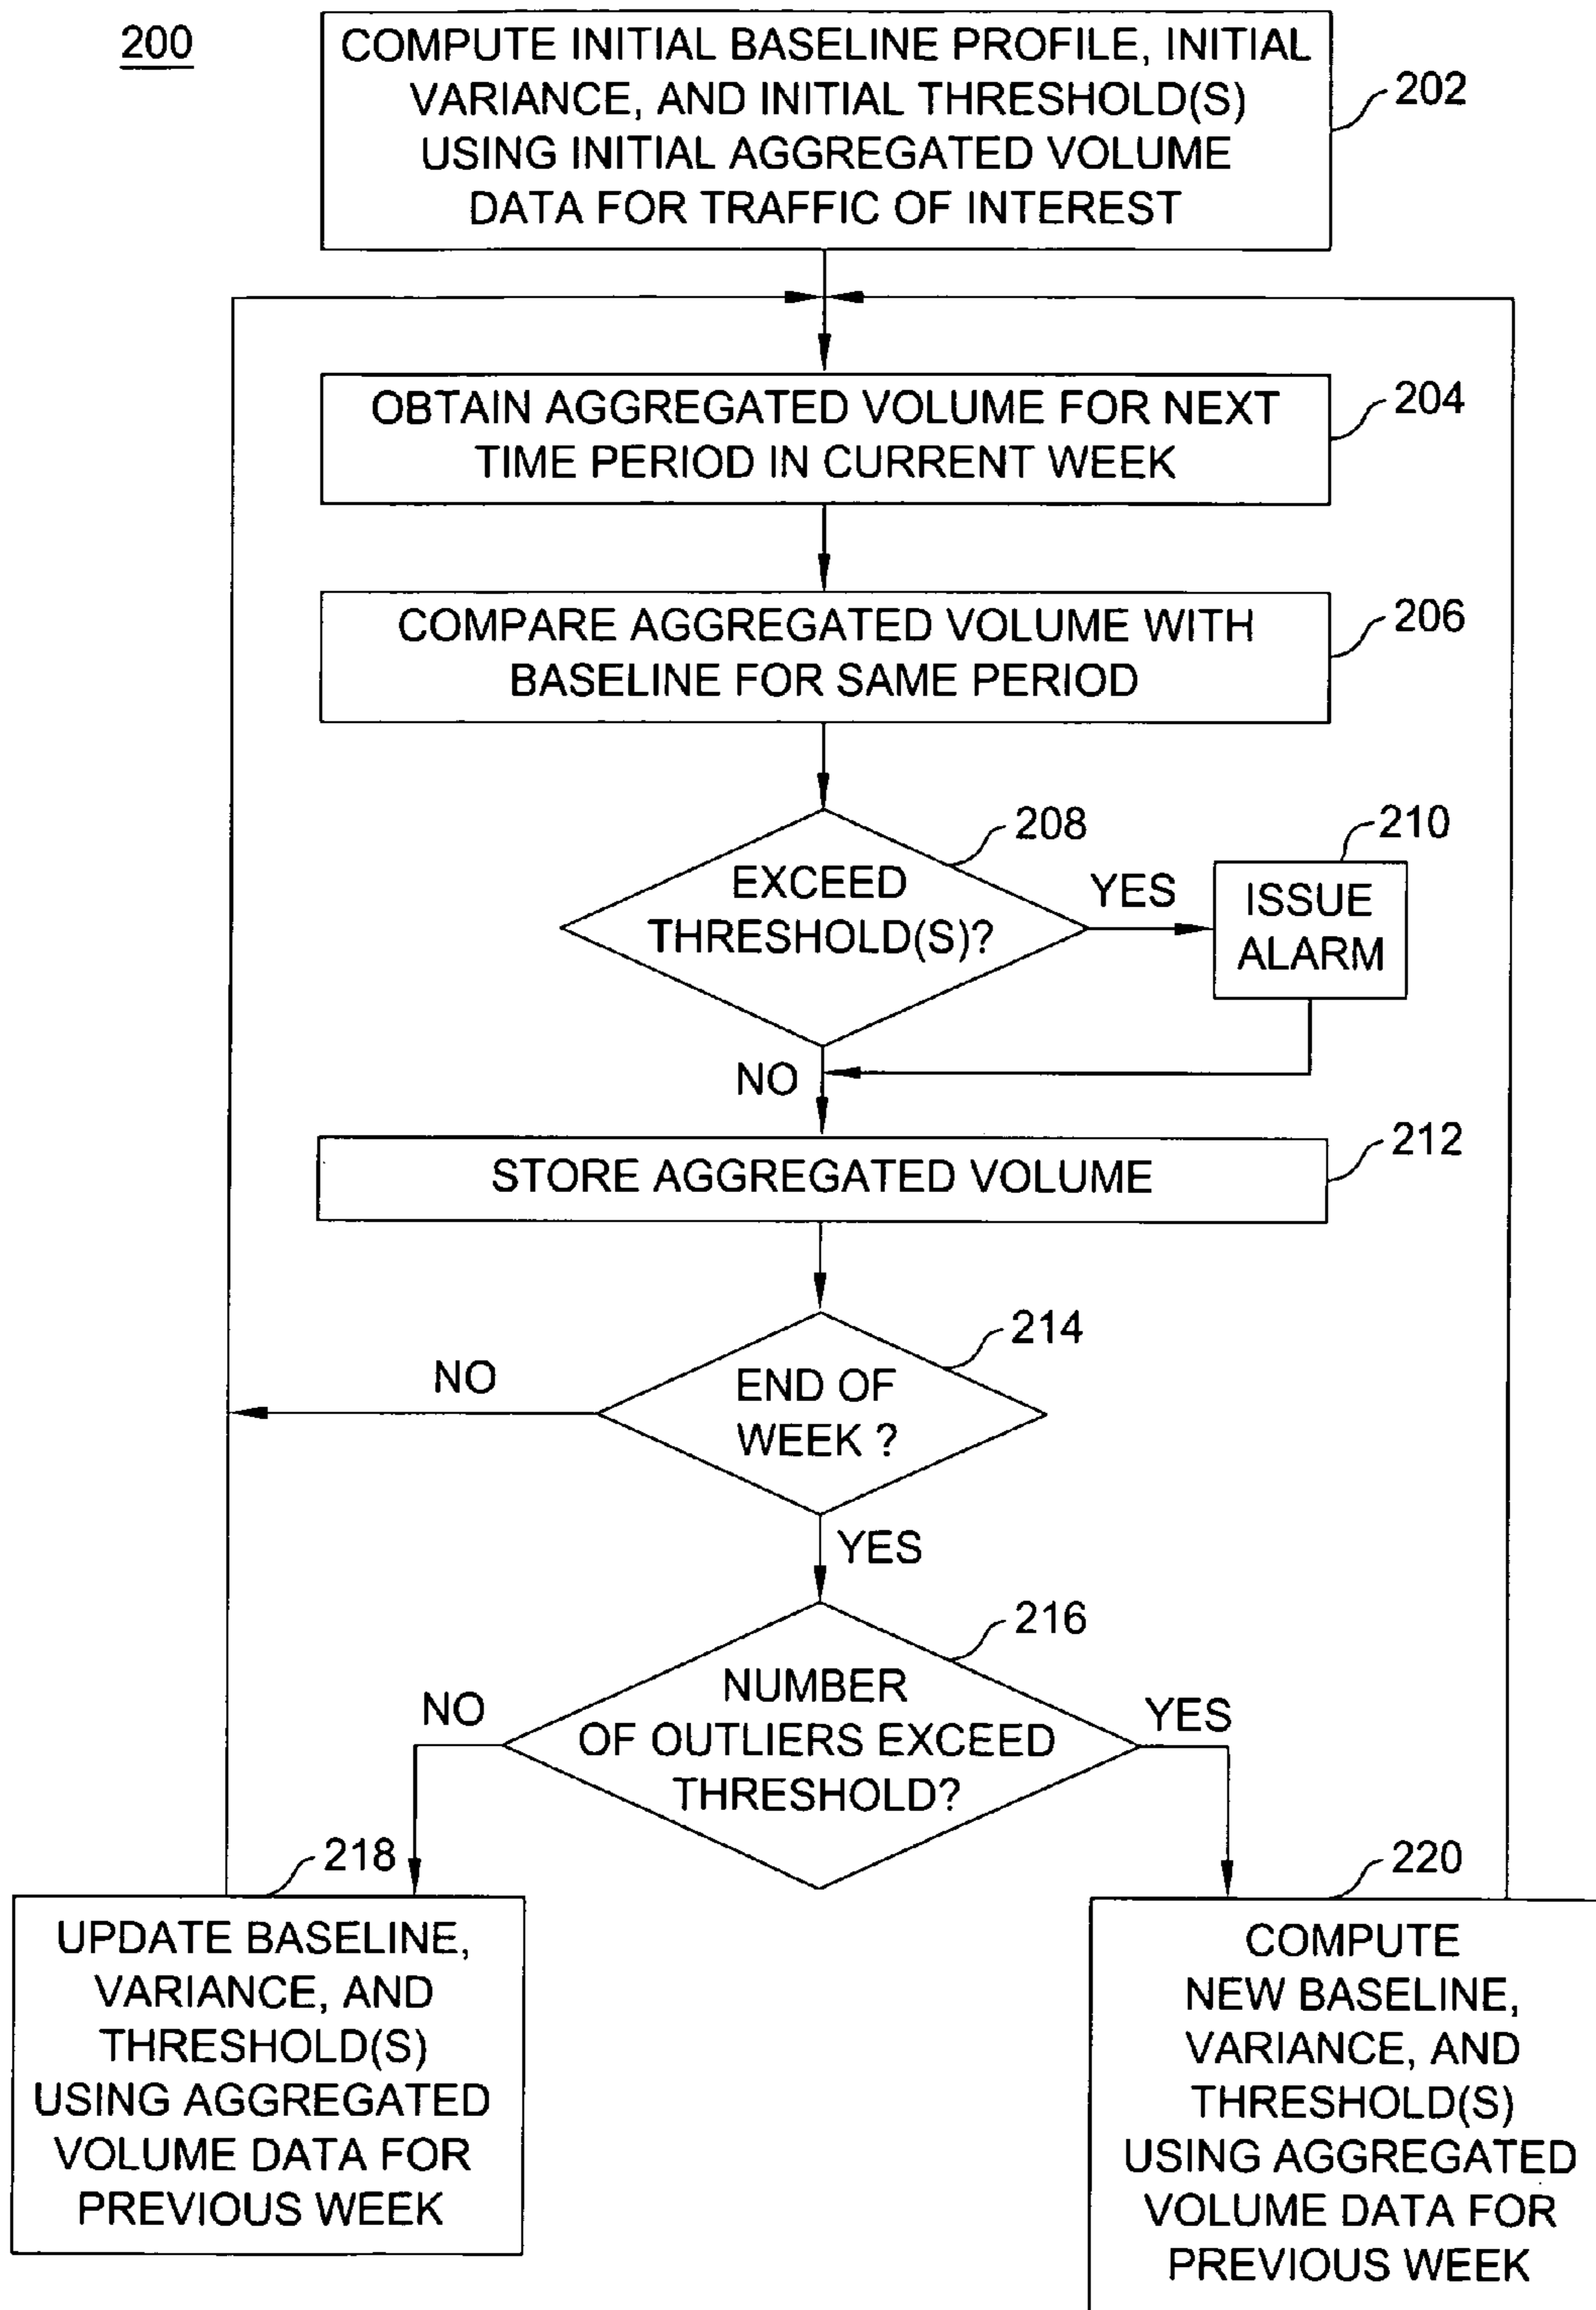 200
COMPUTE INITIAL BASELINE PROFILE, INITIAL
VARIANCE, AND INITIAL THRESHOLD(S)
USING INITIAL AGGREGATED VOLUME
DATA FOR TRAFFIC OF INTEREST
202
OBTAIN AGGREGATED VOLUME FOR NEXT
TIME PERIOD IN CURRENT WEEK
204
COMPARE AGGREGATED VOLUME WITH
BASELINE FOR SAME PERIOD
206
EXCEED
THRESHOLD(S)?
208
YES
210
ISSUE
ALARM
NO
STORE AGGREGATED VOLUME
212
END OF
WEEK ?
214
NO
YES
216
NUMBER
OF OUTLIERS EXCEED
THRESHOLD?
NO
YES
218
UPDATE BASELINE,
VARIANCE, AND
THRESHOLD(S)
USING AGGREGATED
VOLUME DATA FOR
PREVIOUS WEEK
220
COMPUTE
NEW BASELINE,
VARIANCE, AND
THRESHOLD(S)
USING AGGREGATED
VOLUME DATA FOR
PREVIOUS WEEK